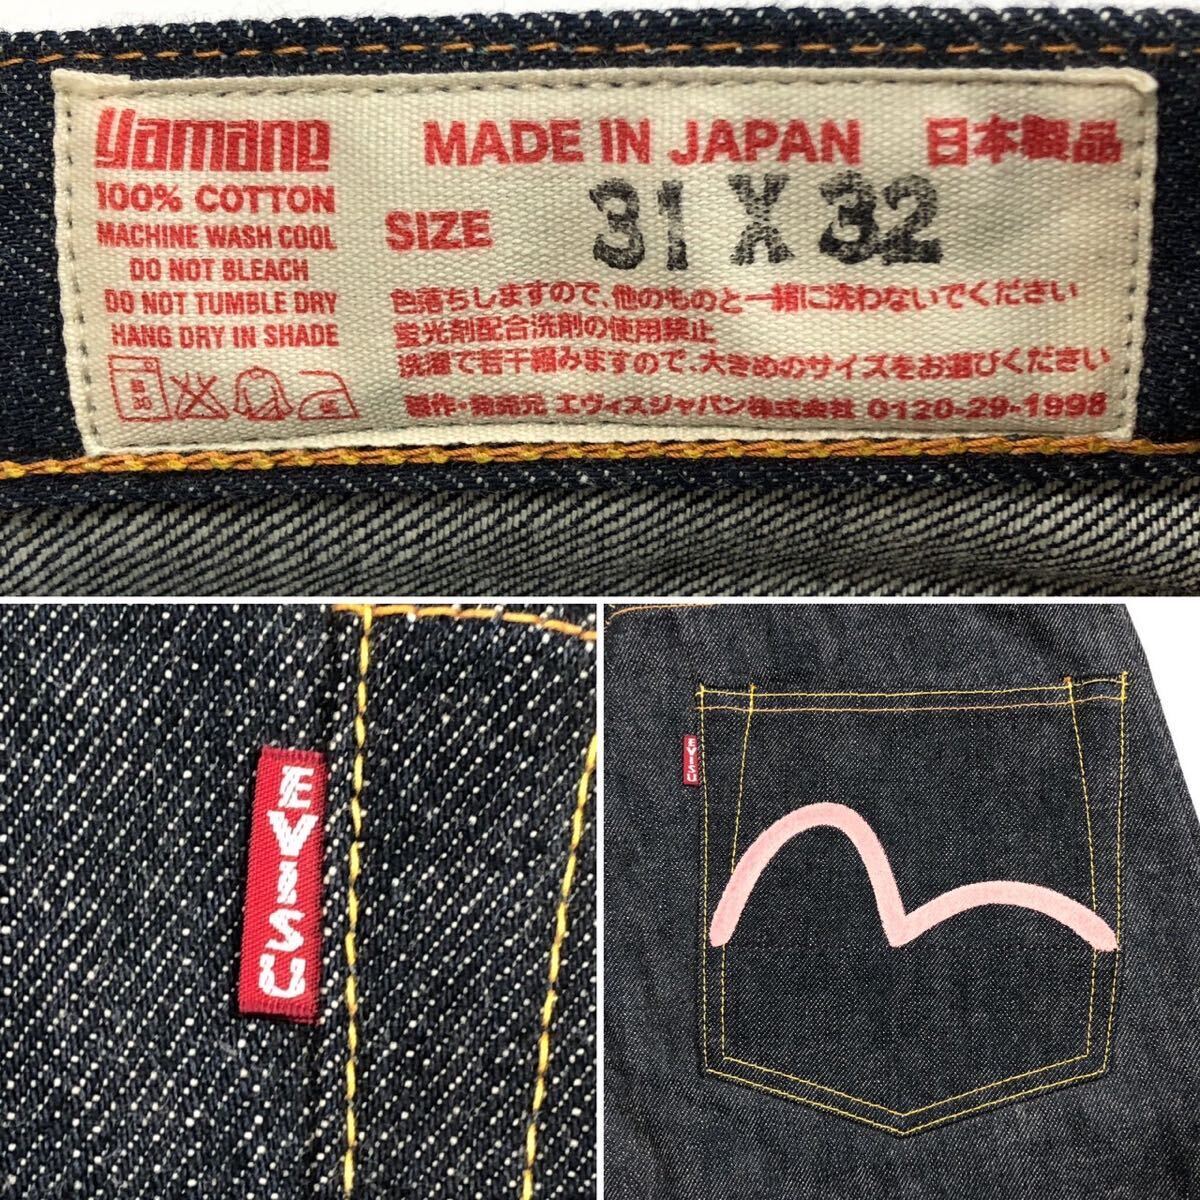 yamane
100% COTTON
MACHINE WASH COOL
DO NOT BLEACH
DO NOT TUMBLE DRY
HANG DRY IN SHADE
MADE IN JAPAN 日本製品
SIZE 31 X 32
色落ちしますので、他のものと一緒に洗わないでください
蛍光剤配合洗剤の使用禁止
洗濯で若干縮みますので、大きめのサイズをお選びください
製作・発売元 エヴィスジャパン株式会社 0120-29-1998
EVISU
EVISU